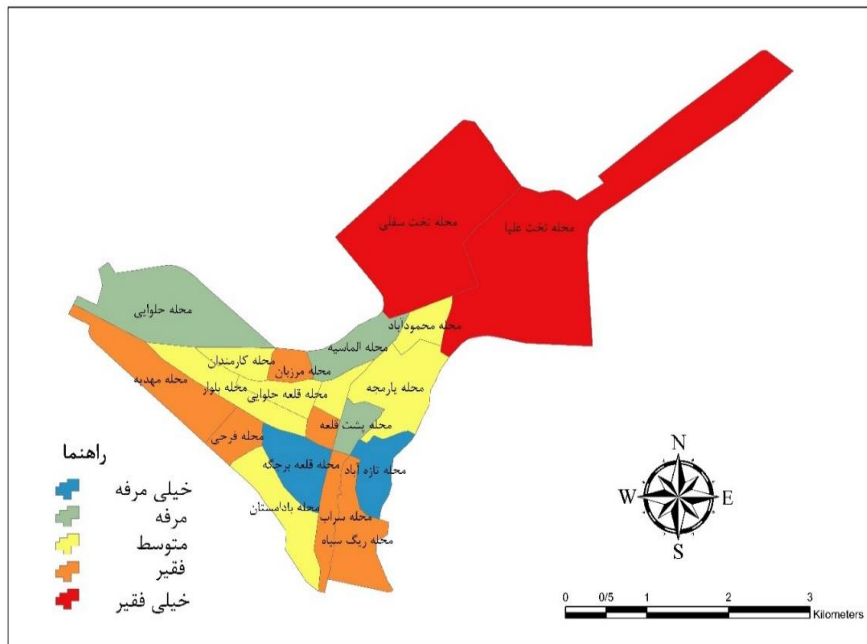 محله تخت سفلی
محله تخت علیا
محله حلوایی
محله محمودآباد
محله الماسیه
محله کارمندان
محله مرزبان
محله مهدیه
محله بلوار
محله قلعه حلوایی
محله یارمجه
محله پشت قلعه
محله فرحی
محله قلعه برجگه
محله تازه آباد
محله بادامستان
محله سراب
محله ریگ سیاه
راهنما
خیلی مرفه
مرفه
متوسط
فقیر
خیلی فقیر
N
W E
S
0 0/5 1 2 3
Kilometers